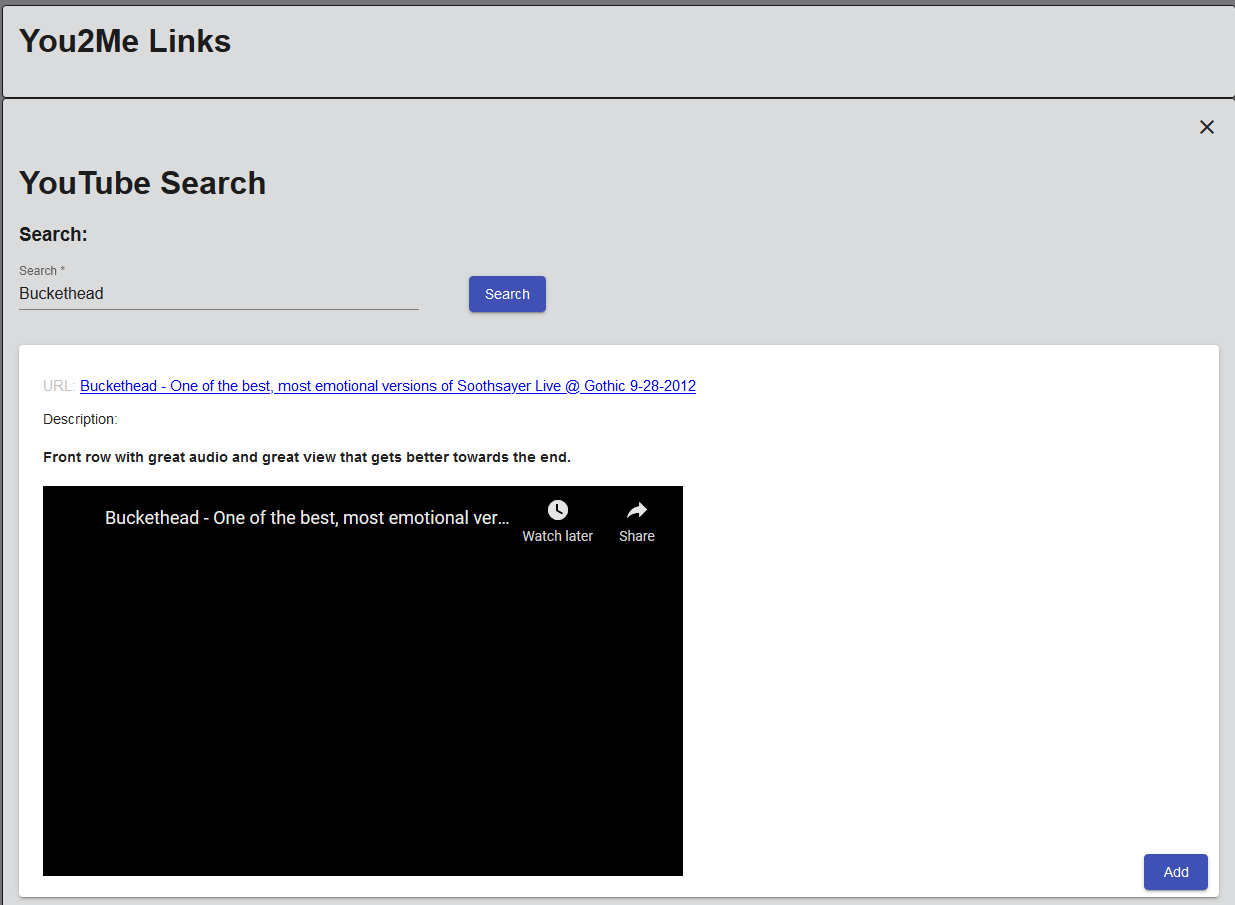 You2Me Links
YouTube Search
Search:
Search *
Buckethead
Search
URL: Buckethead - One of the best, most emotional versions of Soothsayer Live @ Gothic 9-28-2012
Description:
Front row with great audio and great view that gets better towards the end.
Buckethead - One of the best, most emotional ver...
Watch later
Share
Add